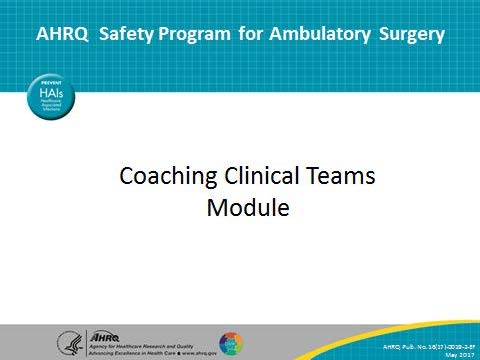 AHRQ Safety Program for Ambulatory Surgery
PREVENT
HAIs
Healthcare
Associated
Infections
Coaching Clinical Teams
Module
AHRQ
Agency for Healthcare Research and Quality
Advancing Excellence in Health Care • www.ahrq.gov
May 2017